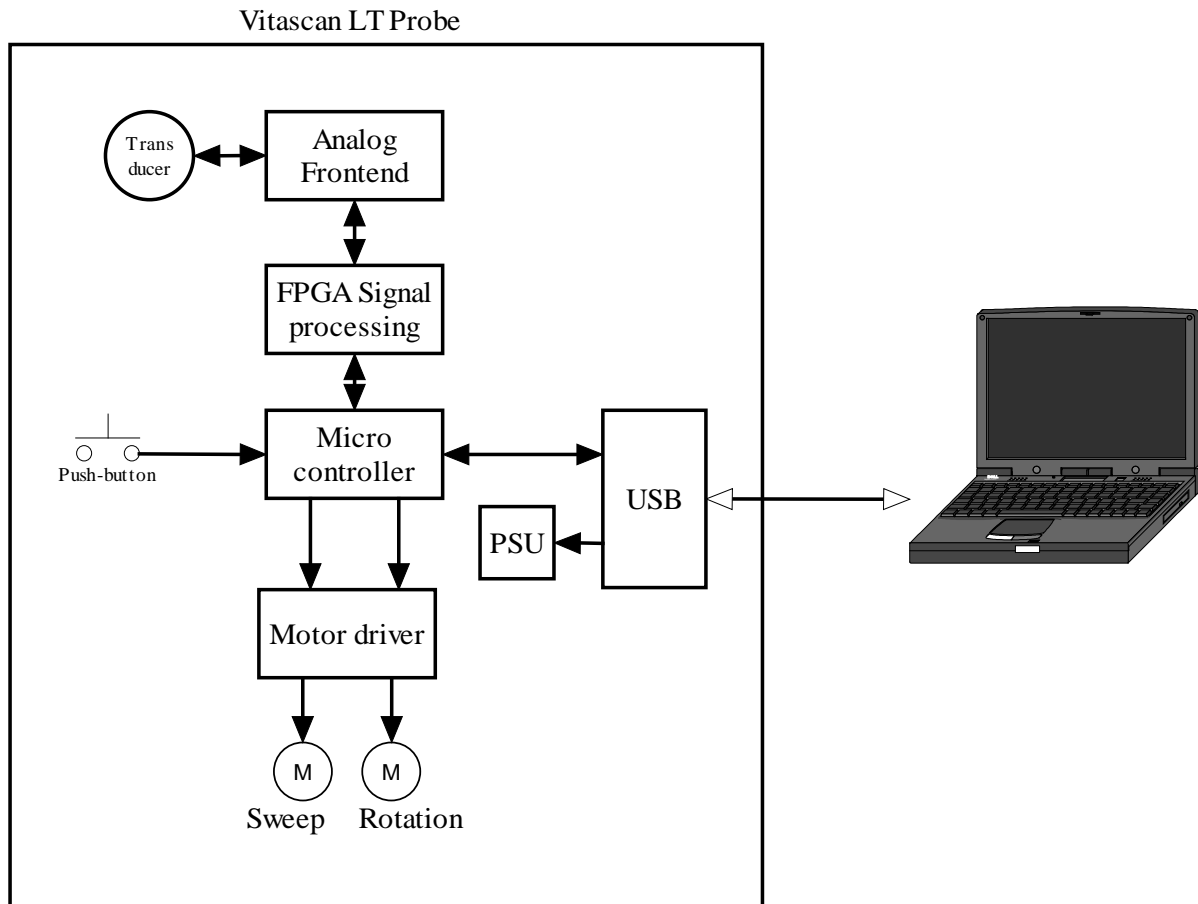 Vitascan LT Probe
Trans
ducer
Analog
Frontend
FPGA Signal
processing
Push-button
Micro
controller
USB
PSU
Motor driver
M
M
Sweep
Rotation